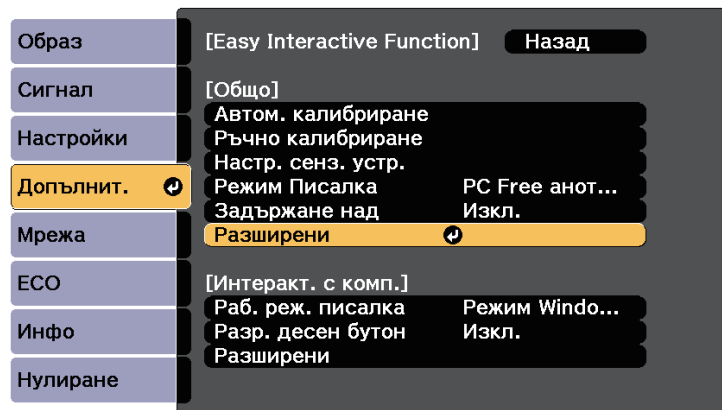 Образ
Сигнал
Настройки
Допълнит.
Мрежа
ECO
Инфо
Нулиране
[Easy Interactive Function] Назад
[Общо]
Автом. калибриране
Ръчно калибриране
Настр. сенз. устр.
Режим Писалка PC Free анот...
Задържане над Изкл.
Разширени
[Интеракт. с комп.]
Раб. реж. писалка Режим Windo...
Разр. десен бутон Изкл.
Разширени